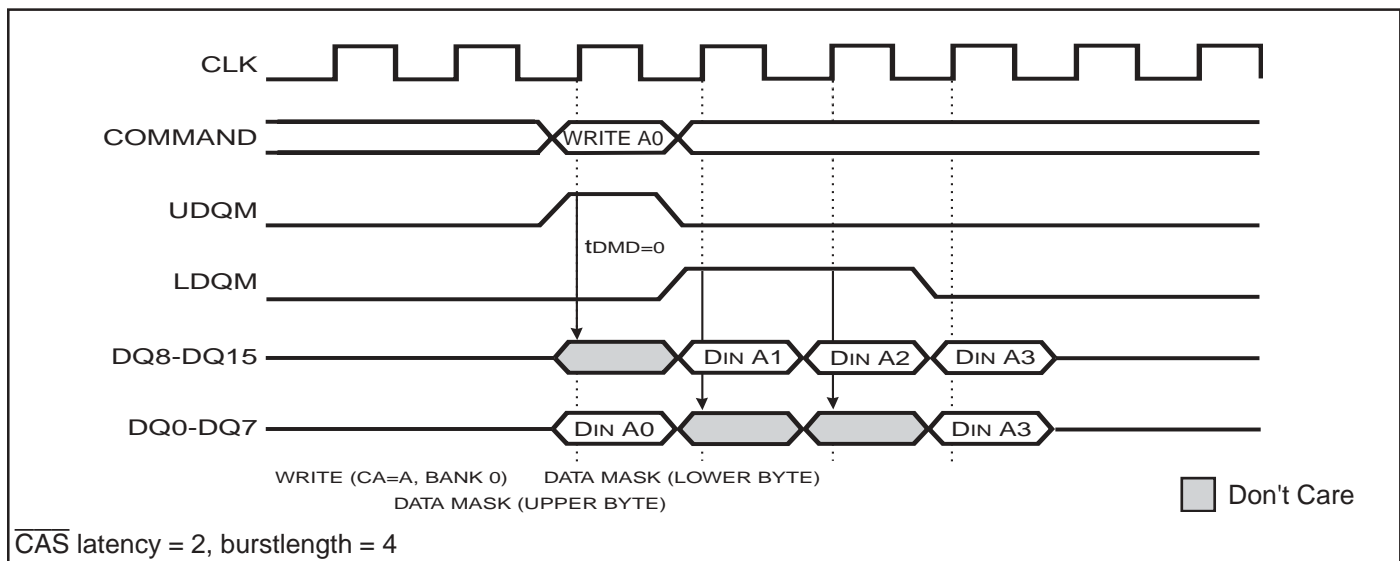 CLK
COMMAND
WRITE A0
UDQM
tDMD=0
LDQM
DQ8-DQ15
DIN A1
DIN A2
DIN A3
DQ0-DQ7
DIN A0
DIN A3
WRITE (CA=A, BANK 0)
DATA MASK (LOWER BYTE)
DATA MASK (UPPER BYTE)
Don't Care
CAS latency = 2, burstlength = 4